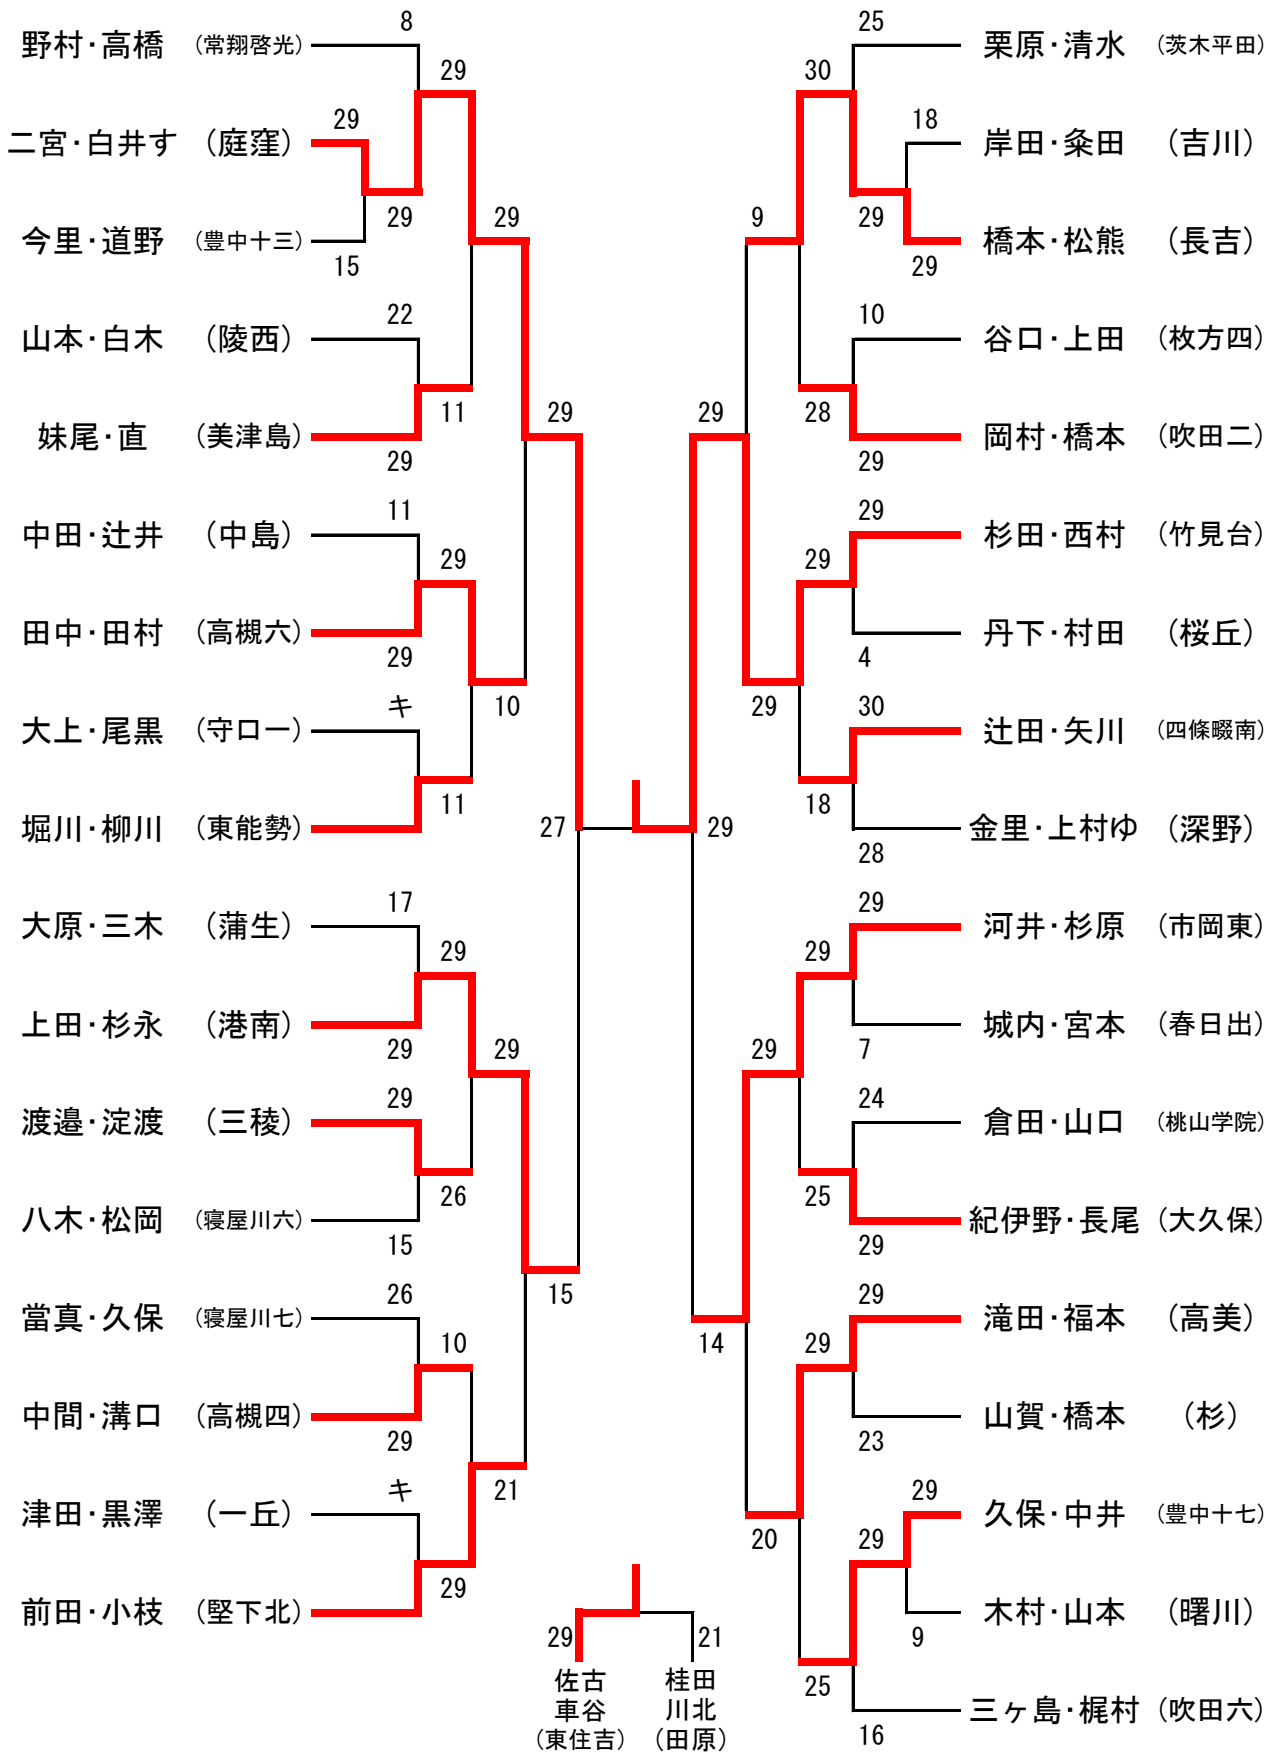 8
野村・高橋 (常翔啓光)
29
29
二宮・白井す (庭窪)
29
29
今里・道野 (豊中十三)
15
22
山本・白木 (陵西)
11
29
妹尾・直 (美津島)
29
11
中田・辻井 (中島)
29
田中・田村 (高槻六)
29
10
キ
大上・尾黒 (守口一)
11
堀川・柳川 (東能勢)
27
17
大原・三木 (蒲生)
29
上田・杉永 (港南)
29
29
29
渡邉・淀渡 (三稜)
26
八木・松岡 (寝屋川六)
15
15
26
當真・久保 (寝屋川七)
10
中間・溝口 (高槻四)
29
21
キ
津田・黒澤 (一丘)
29
前田・小枝 (堅下北)
25
栗原・清水 (茨木平田)
30
18
岸田・粂田 (吉川)
9
29
橋本・松熊 (長吉)
29
10
谷口・上田 (枚方四)
28
29
岡村・橋本 (吹田二)
29
29
杉田・西村 (竹見台)
29
丹下・村田 (桜丘)
4
29
30
辻田・矢川 (四條畷南)
18
金里・上村ゆ (深野)
28
29
29
河井・杉原 (市岡東)
29
城内・宮本 (春日出)
7
29
24
倉田・山口 (桃山学院)
25
紀伊野・長尾 (大久保)
29
14
29
滝田・福本 (高美)
29
山賀・橋本 (杉)
23
20
29
久保・中井 (豊中十七)
29
木村・山本 (曙川)
9
25
三ヶ島・梶村 (吹田六)
16
29
21
佐古 桂田
車谷 川北
(東住吉) (田原)